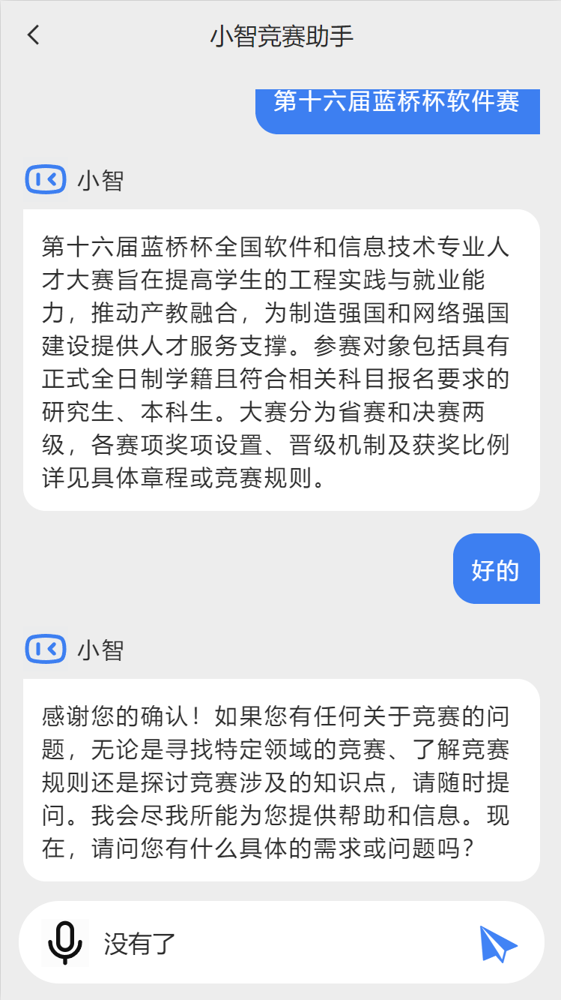 小智竞赛助手
第十六届蓝桥杯软件赛
小智
第十六届蓝桥杯全国软件和信息技术专业人
才大赛旨在提高学生的工程实践与就业能
力，推动产教融合，为制造强国和网络强国
建设提供人才服务支撑。参赛对象包括具有
正式全日制学籍且符合相关科目报名要求的
研究生、本科生。大赛分为省赛和决赛两
级，各赛项奖项设置、晋级机制及获奖比例
详见具体章程或竞赛规则。
好的
小智
感谢您的确认！如果您有任何关于竞赛的问
题，无论是寻找特定领域的竞赛、了解竞赛
规则还是探讨竞赛涉及的知识点，请随时提
问。我会尽我所能为您提供帮助和信息。现
在，请问您有什么具体的需求或问题吗？
没有了